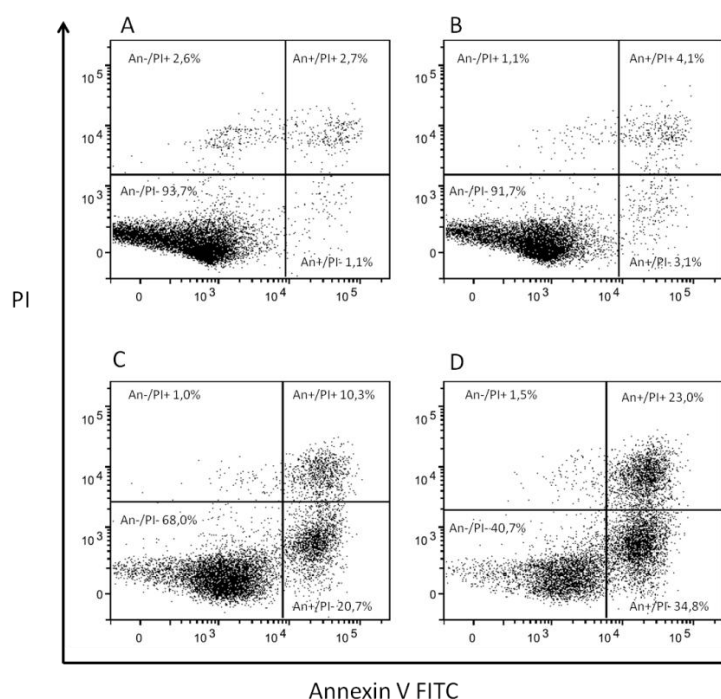 A
An-/PI+ 2,6%
An+/PI+ 2,7%
An-/PI- 93,7%
An+/PI- 1,1%
10^5
10^4
10^3
0
0
10^3
10^4
10^5
B
An-/PI+ 1,1%
An+/PI+ 4,1%
An-/PI- 91,7%
An+/PI- 3,1%
10^5
10^4
10^3
0
0
10^3
10^4
10^5
PI
C
An-/PI+ 1,0%
An+/PI+ 10,3%
An-/PI- 68,0%
An+/PI- 20,7%
10^5
10^4
10^3
0
0
10^3
10^4
10^5
D
An-/PI+ 1,5%
An+/PI+ 23,0%
An-/PI- 40,7%
An+/PI- 34,8%
10^5
10^4
10^3
0
0
10^3
10^4
10^5
Annexin V FITC